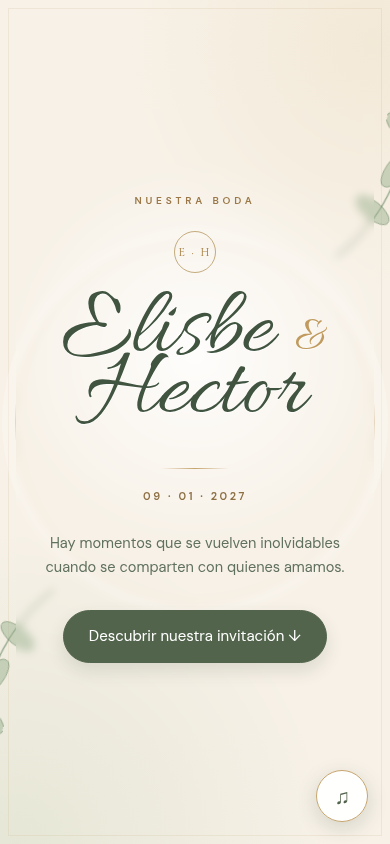 NUESTRA BODA
E · H
Elisbe &
Hector
09 · 01 · 2027
Hay momentos que se vuelven inolvidables
cuando se comparten con quienes amamos.
Descubrir nuestra invitación ↓
♫